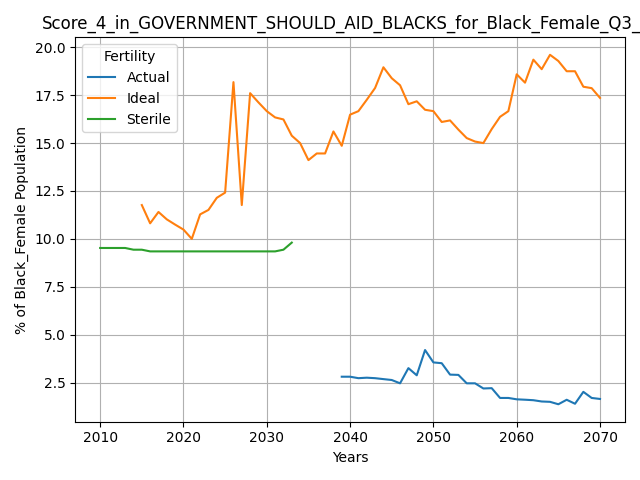 Score_4_in_GOVERNMENT_SHOULD_AID_BLACKS_for_Black_Female_Q3_
Fertility
Actual
Ideal
Sterile
% of Black_Female Population
20.0
17.5
15.0
12.5
10.0
7.5
5.0
2.5
2010 2020 2030 2040 2050 2060 2070
Years